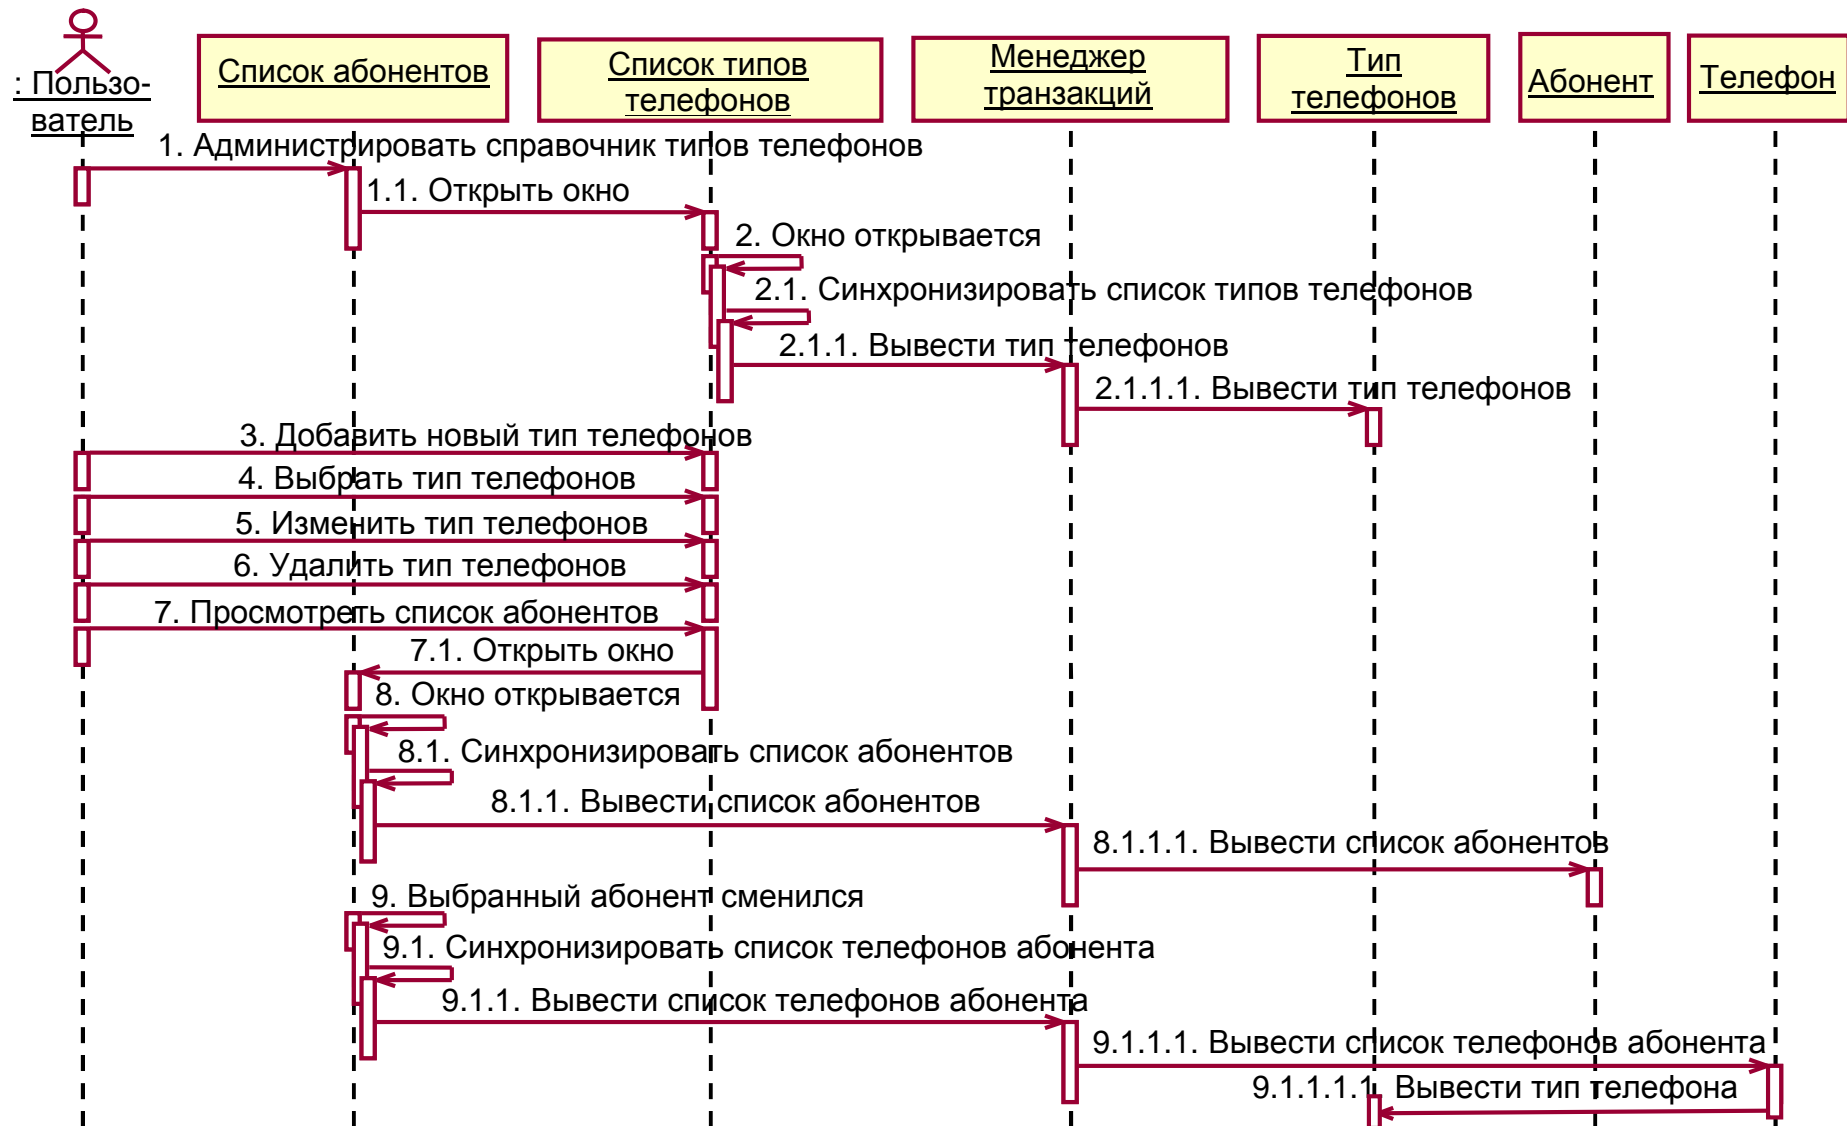 : Пользо-
ватель
Список абонентов
Список типов
телефонов
Менеджер
транзакций
Тип
телефонов
Абонент
Телефон
1. Администрировать справочник типов телефонов
1.1. Открыть окно
2. Окно открывается
2.1. Синхронизировать список типов телефонов
2.1.1. Вывести тип телефонов
2.1.1.1. Вывести тип телефонов
3. Добавить новый тип телефонов
4. Выбрать тип телефонов
5. Изменить тип телефонов
6. Удалить тип телефонов
7. Просмотреть список абонентов
7.1. Открыть окно
8. Окно открывается
8.1. Синхронизировать список абонентов
8.1.1. Вывести список абонентов
8.1.1.1. Вывести список абонентов
9. Выбранный абонент сменился
9.1. Синхронизировать список телефонов абонента
9.1.1. Вывести список телефонов абонента
9.1.1.1. Вывести список телефонов абонента
9.1.1.1.1. Вывести тип телефона